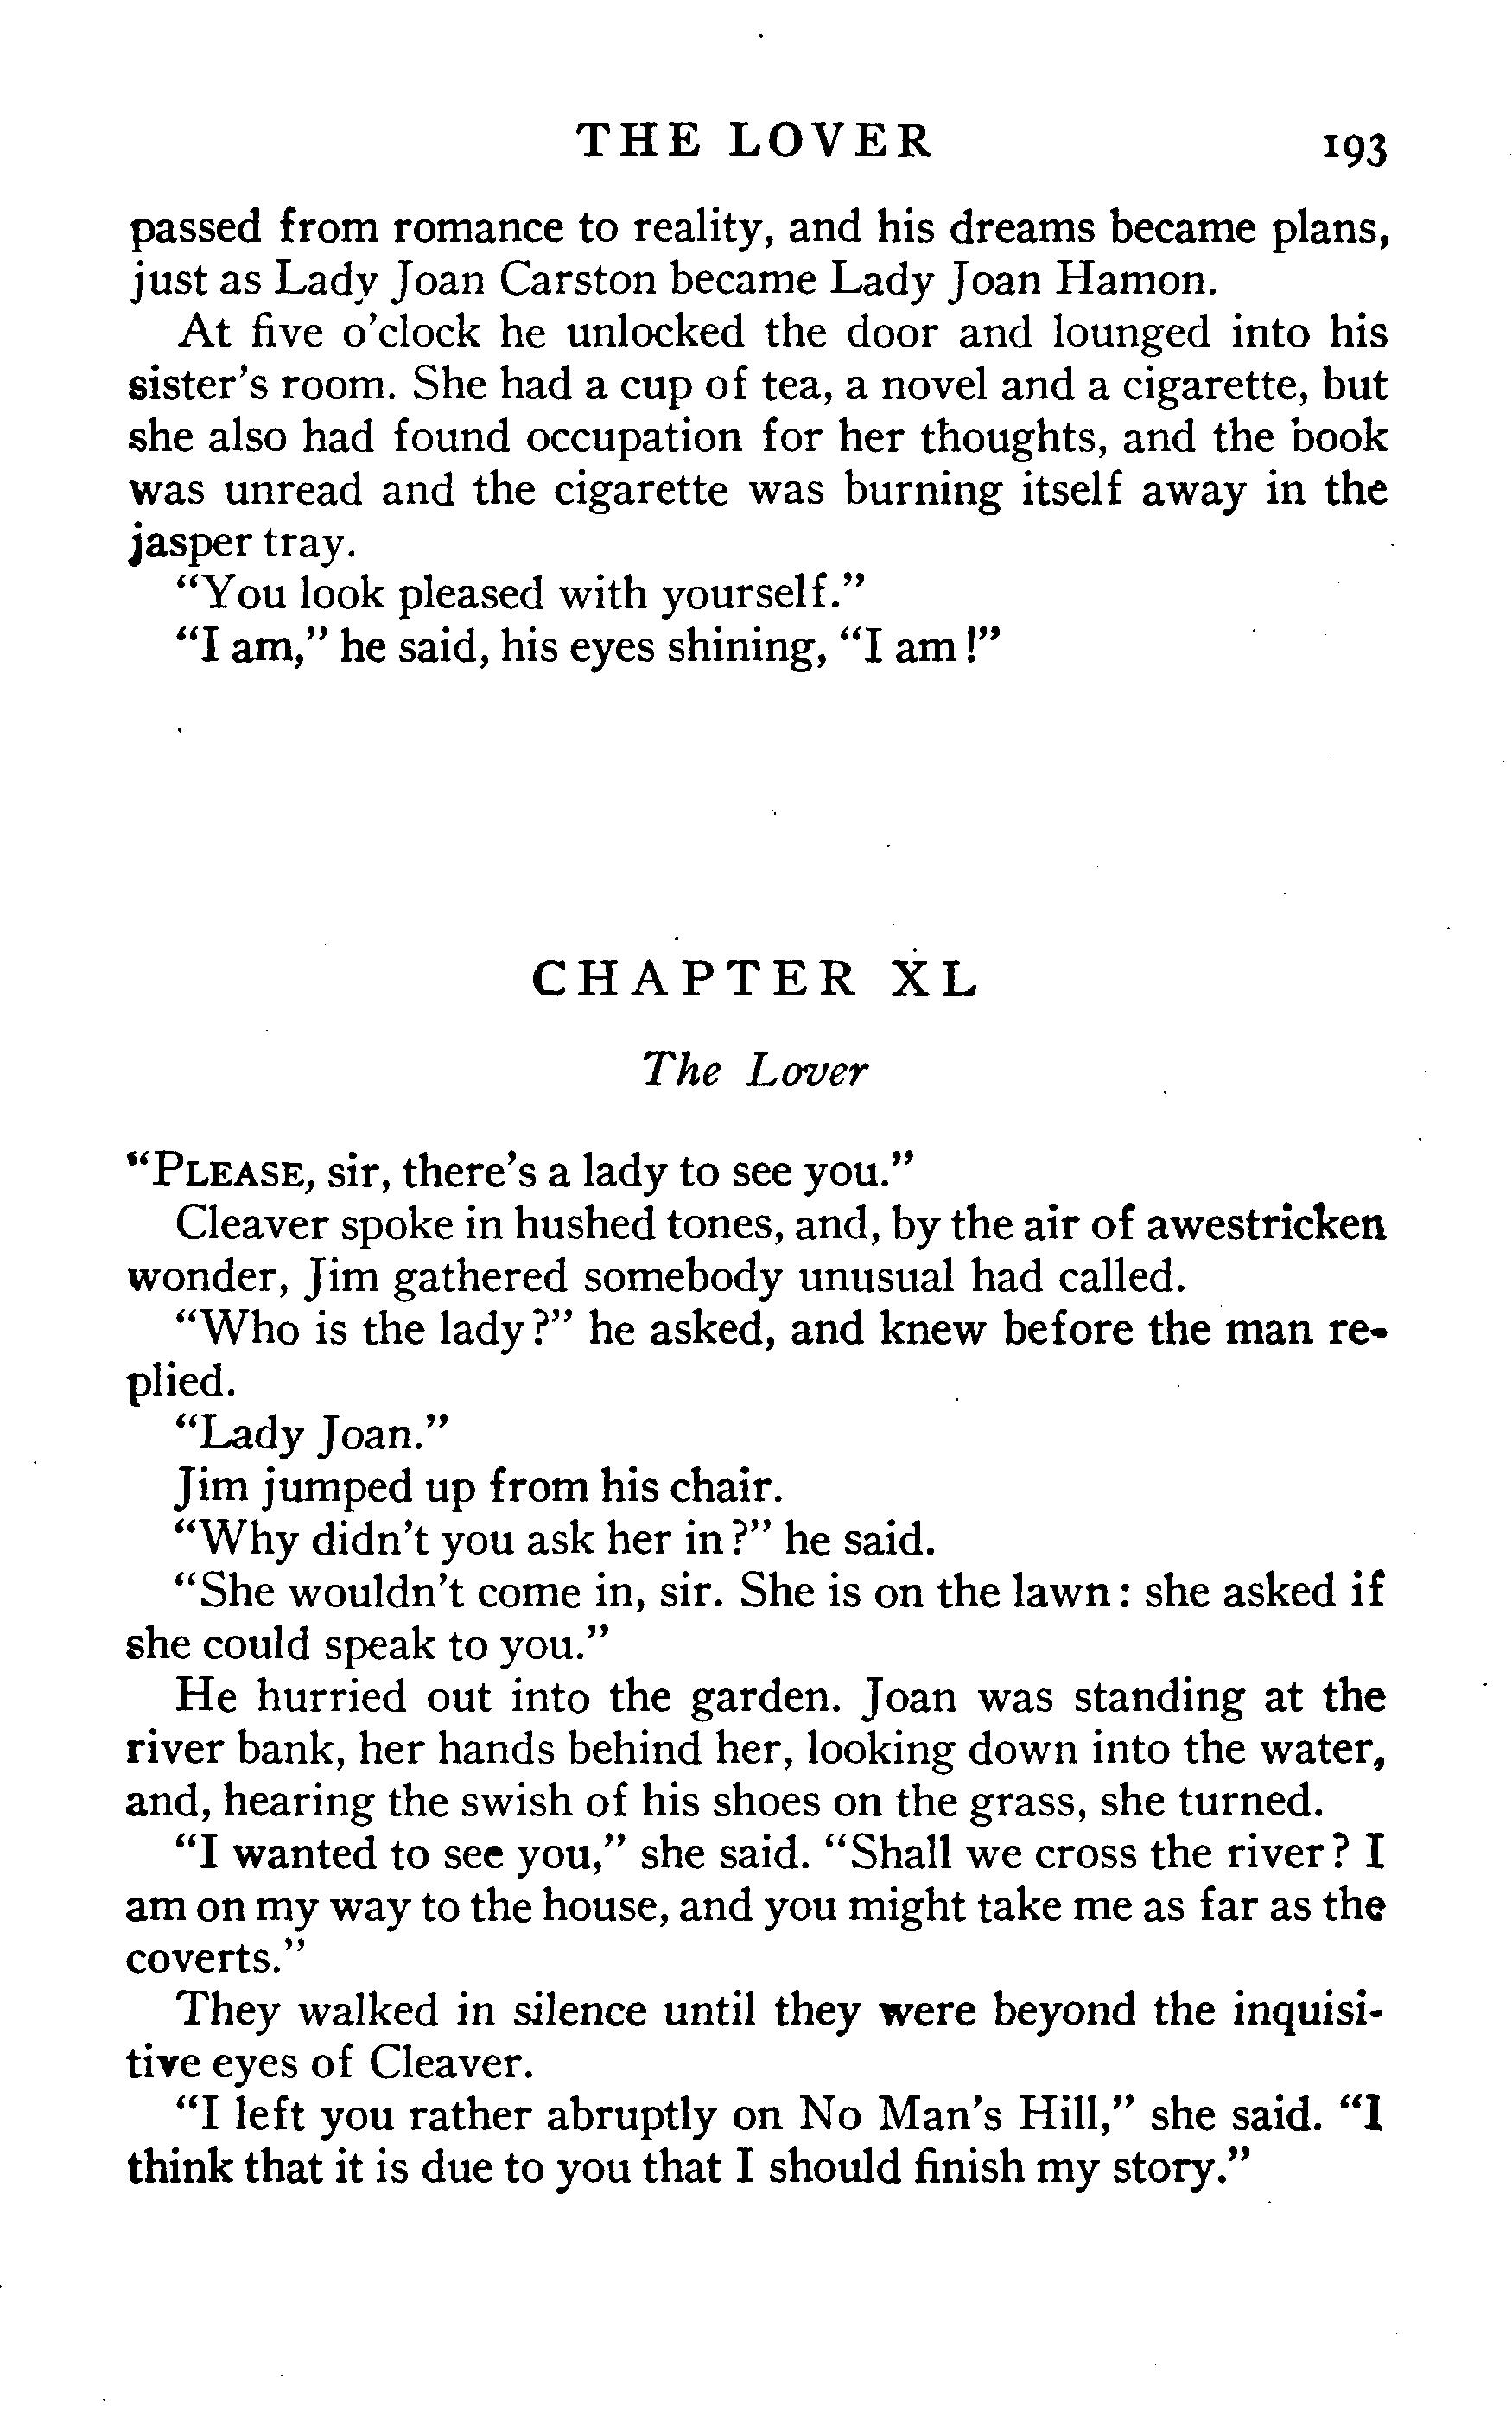 THE LOVER 193
passed from romance to reality, and his dreams became plans,
just as Lady Joan Carston became Lady Joan Hamon.
At five o'clock he unlocked the door and lounged into his
sister's room. She had a cup of tea, a novel and a cigarette, but
she also had found occupation for her thoughts, and the book
was unread and the cigarette was burning itself away in the
jasper tray.
"You look pleased with yourself."
"I am," he said, his eyes shining, "I am!"
CHAPTER XL
The Lover
"PLEASE, sir, there's a lady to see you."
Cleaver spoke in hushed tones, and, by the air of awestricken
wonder, Jim gathered somebody unusual had called.
"Who is the lady?" he asked, and knew before the man re-
plied.
"Lady Joan."
Jim jumped up from his chair.
"Why didn't you ask her in?" he said.
"She wouldn't come in, sir. She is on the lawn: she asked if
she could speak to you."
He hurried out into the garden. Joan was standing at the
river bank, her hands behind her, looking down into the water,
and, hearing the swish of his shoes on the grass, she turned.
"I wanted to see you," she said. "Shall we cross the river? I
am on my way to the house, and you might take me as far as the
coverts."
They walked in silence until they were beyond the inquisi-
tive eyes of Cleaver.
"I left you rather abruptly on No Man's Hill," she said. "I
think that it is due to you that I should finish my story."